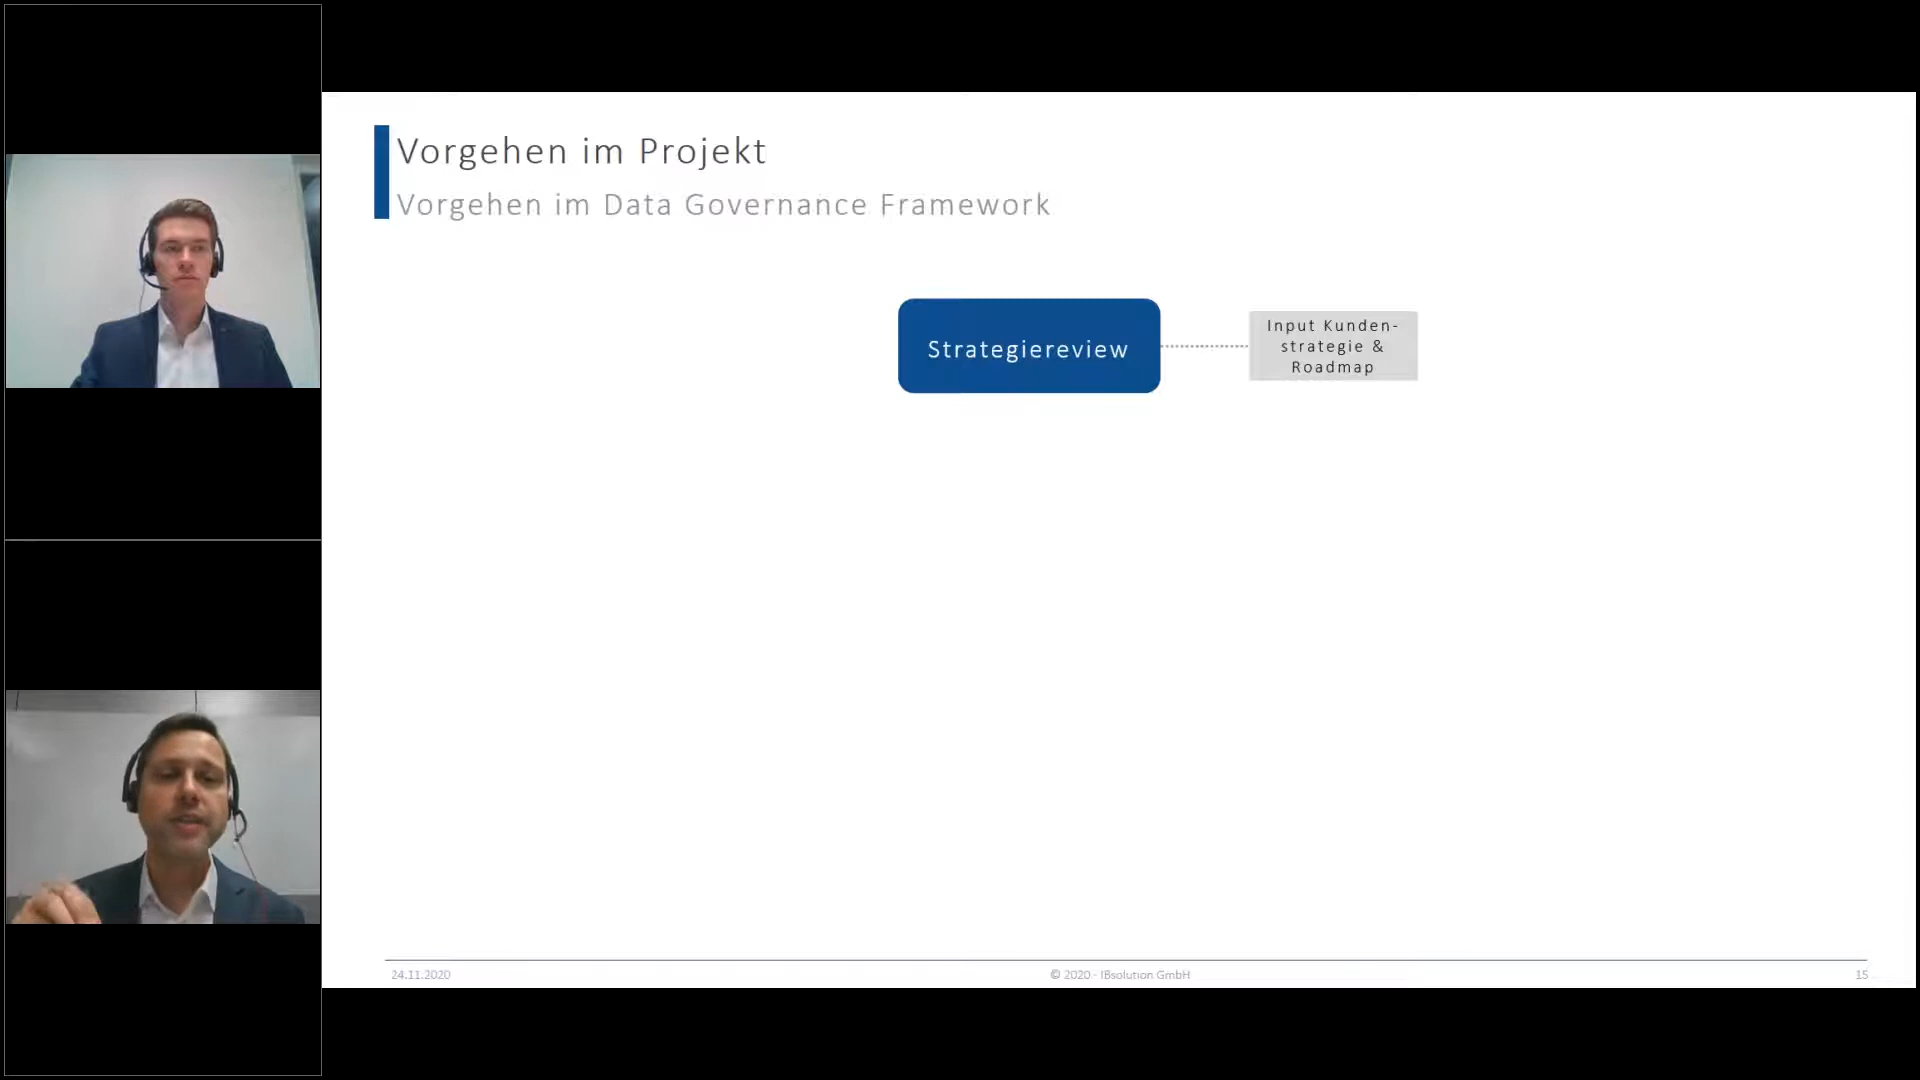 Vorgehen im Projekt
Vorgehen im Data Governance Framework
Strategiereview
Input Kunden-
strategie &
Roadmap
24.11.2020
© 2020 - IBsolution GmbH
15